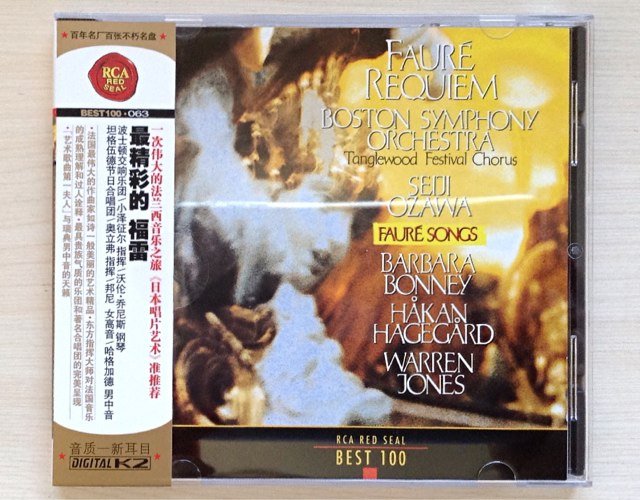 ★百年名厂百张不朽名盘★
RCA
RED
SEAL
BEST100·063
最精彩的 福雷
一次伟大的法兰西音乐之旅《日本唱片艺术》准推荐
波士顿交响乐团/小泽征尔 指挥/沃伦·乔尼斯 钢琴
坦格伍德节日合唱团/奥立弗 指挥/邦尼 女高音/哈格加德 男中音
·法国最伟大的作曲家如诗一般美丽的艺术精品·东方指挥大师对法国音乐
的成熟理解和过人诠释·最具贵族气质的乐团和著名合唱团的完美呈现
·艺术歌曲第一夫人」与瑞典男中音的天籁
★音质一新耳目★
DIGITAL K2
FAURÉ
REQUIEM
BOSTON SYMPHONY
ORCHESTRA
Tanglewood Festival Chorus
SEIJI
OZAWA
FAURÉ SONGS
BARBARA
BONNEY
HÅKAN
HAGEGÅRD
WARREN
JONES
RCA RED SEAL
BEST 100